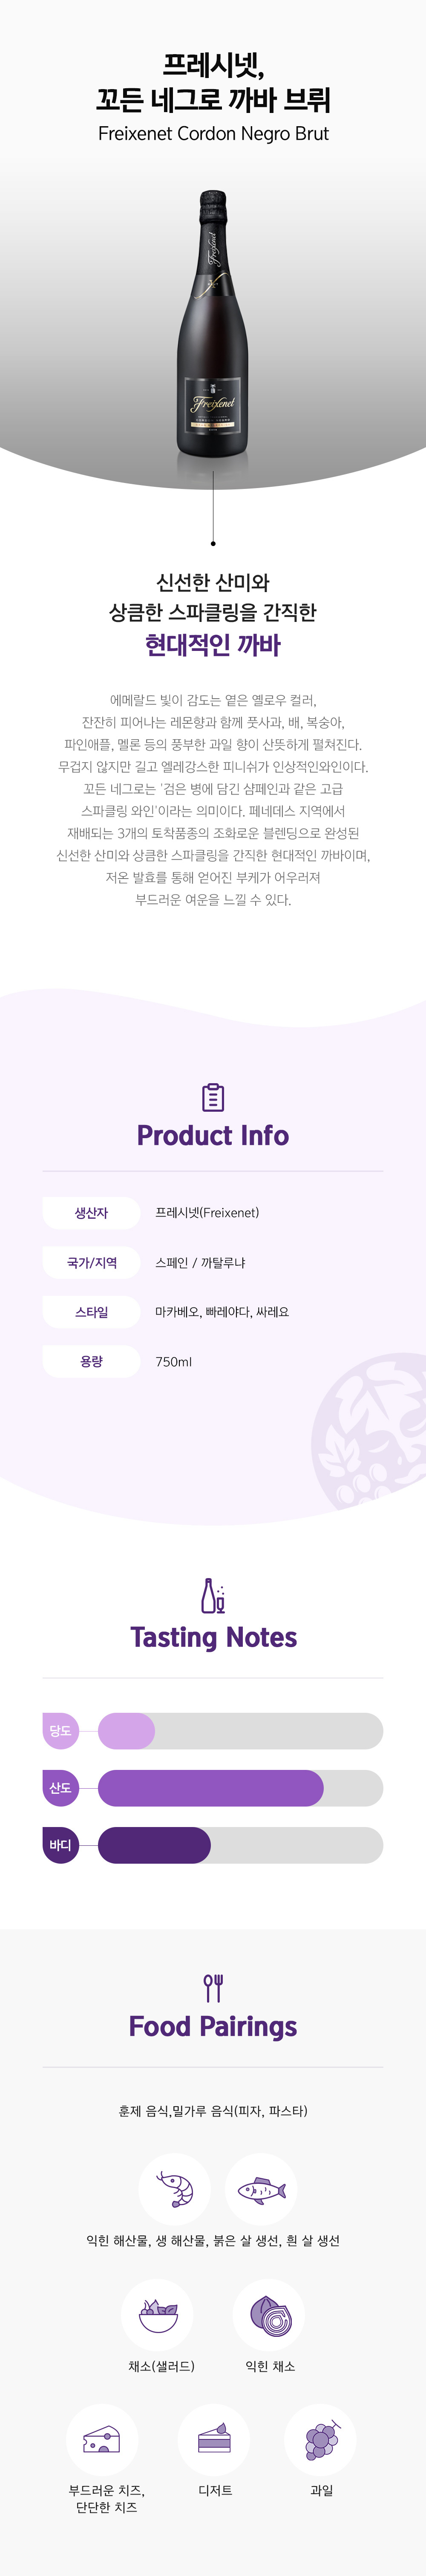 프레시넷,
꼬든 네그로 까바 브뤼
Freixenet Cordon Negro Brut
Freixenet
Freixenet
신선한 산미와
상큼한 스파클링을 간직한
현대적인 까바
에메랄드 빛이 감도는 옅은 옐로우 컬러,
잔잔히 피어나는 레몬향과 함께 풋사과, 배, 복숭아,
파인애플, 멜론 등의 풍부한 과일 향이 산뜻하게 펼쳐진다.
무겁지 않지만 길고 엘레강스한 피니쉬가 인상적인와인이다.
꼬든 네그로는 '검은 병에 담긴 샴페인과 같은 고급
스파클링 와인'이라는 의미이다. 페네데스 지역에서
재배되는 3개의 토착품종의 조화로운 블렌딩으로 완성된
신선한 산미와 상큼한 스파클링을 간직한 현대적인 까바이며,
저온 발효를 통해 얻어진 부케가 어우러져
부드러운 여운을 느낄 수 있다.
Product Info
생산자 프레시넷(Freixenet)
국가/지역 스페인 / 까탈루냐
스타일 마카베오, 빠레야다, 싸레요
용량 750ml
Tasting Notes
당도
산도
바디
Food Pairings
훈제 음식,밀가루 음식(피자, 파스타)
익힌 해산물, 생 해산물, 붉은 살 생선, 흰 살 생선
채소(샐러드) 익힌 채소
부드러운 치즈, 디저트 과일
단단한 치즈